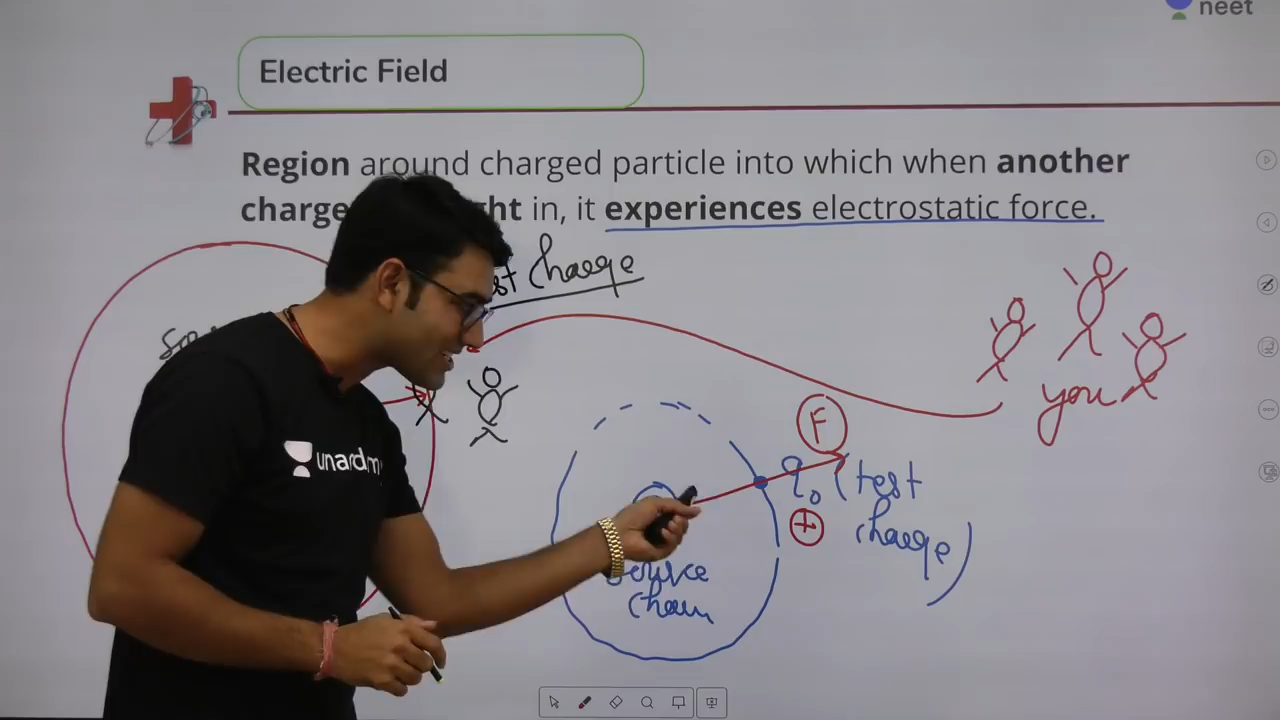 neet
Electric Field
Region around charged particle into which when another
charge ght in, it experiences electrostatic force.
st Charge
you
F
q₀ (test
charge)
+
Source
unacademy